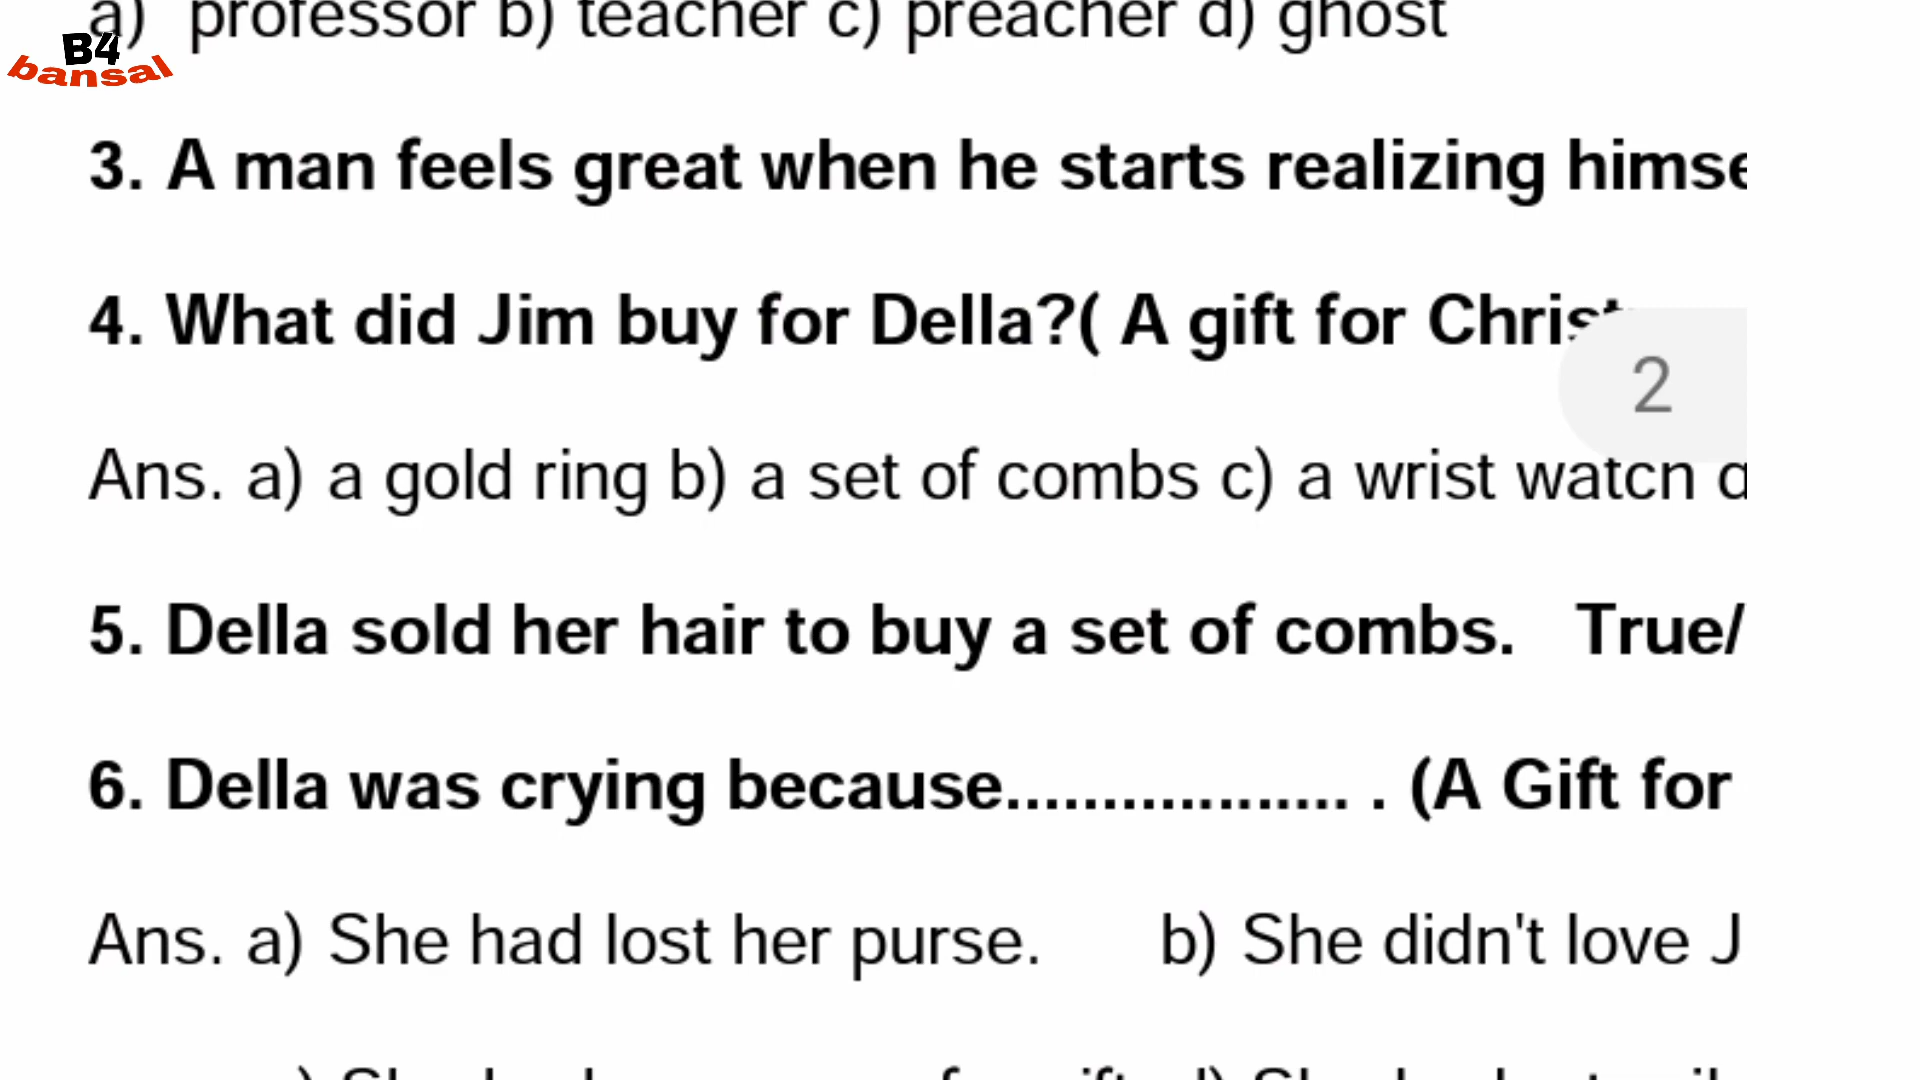 a) professor b) teacher c) preacher d) ghost
B4
bansal
3. A man feels great when he starts realizing himse
4. What did Jim buy for Della?( A gift for Christ
2
Ans. a) a gold ring b) a set of combs c) a wrist watch d
5. Della sold her hair to buy a set of combs. True/
6. Della was crying because.................. . (A Gift for
Ans. a) She had lost her purse. b) She didn't love J